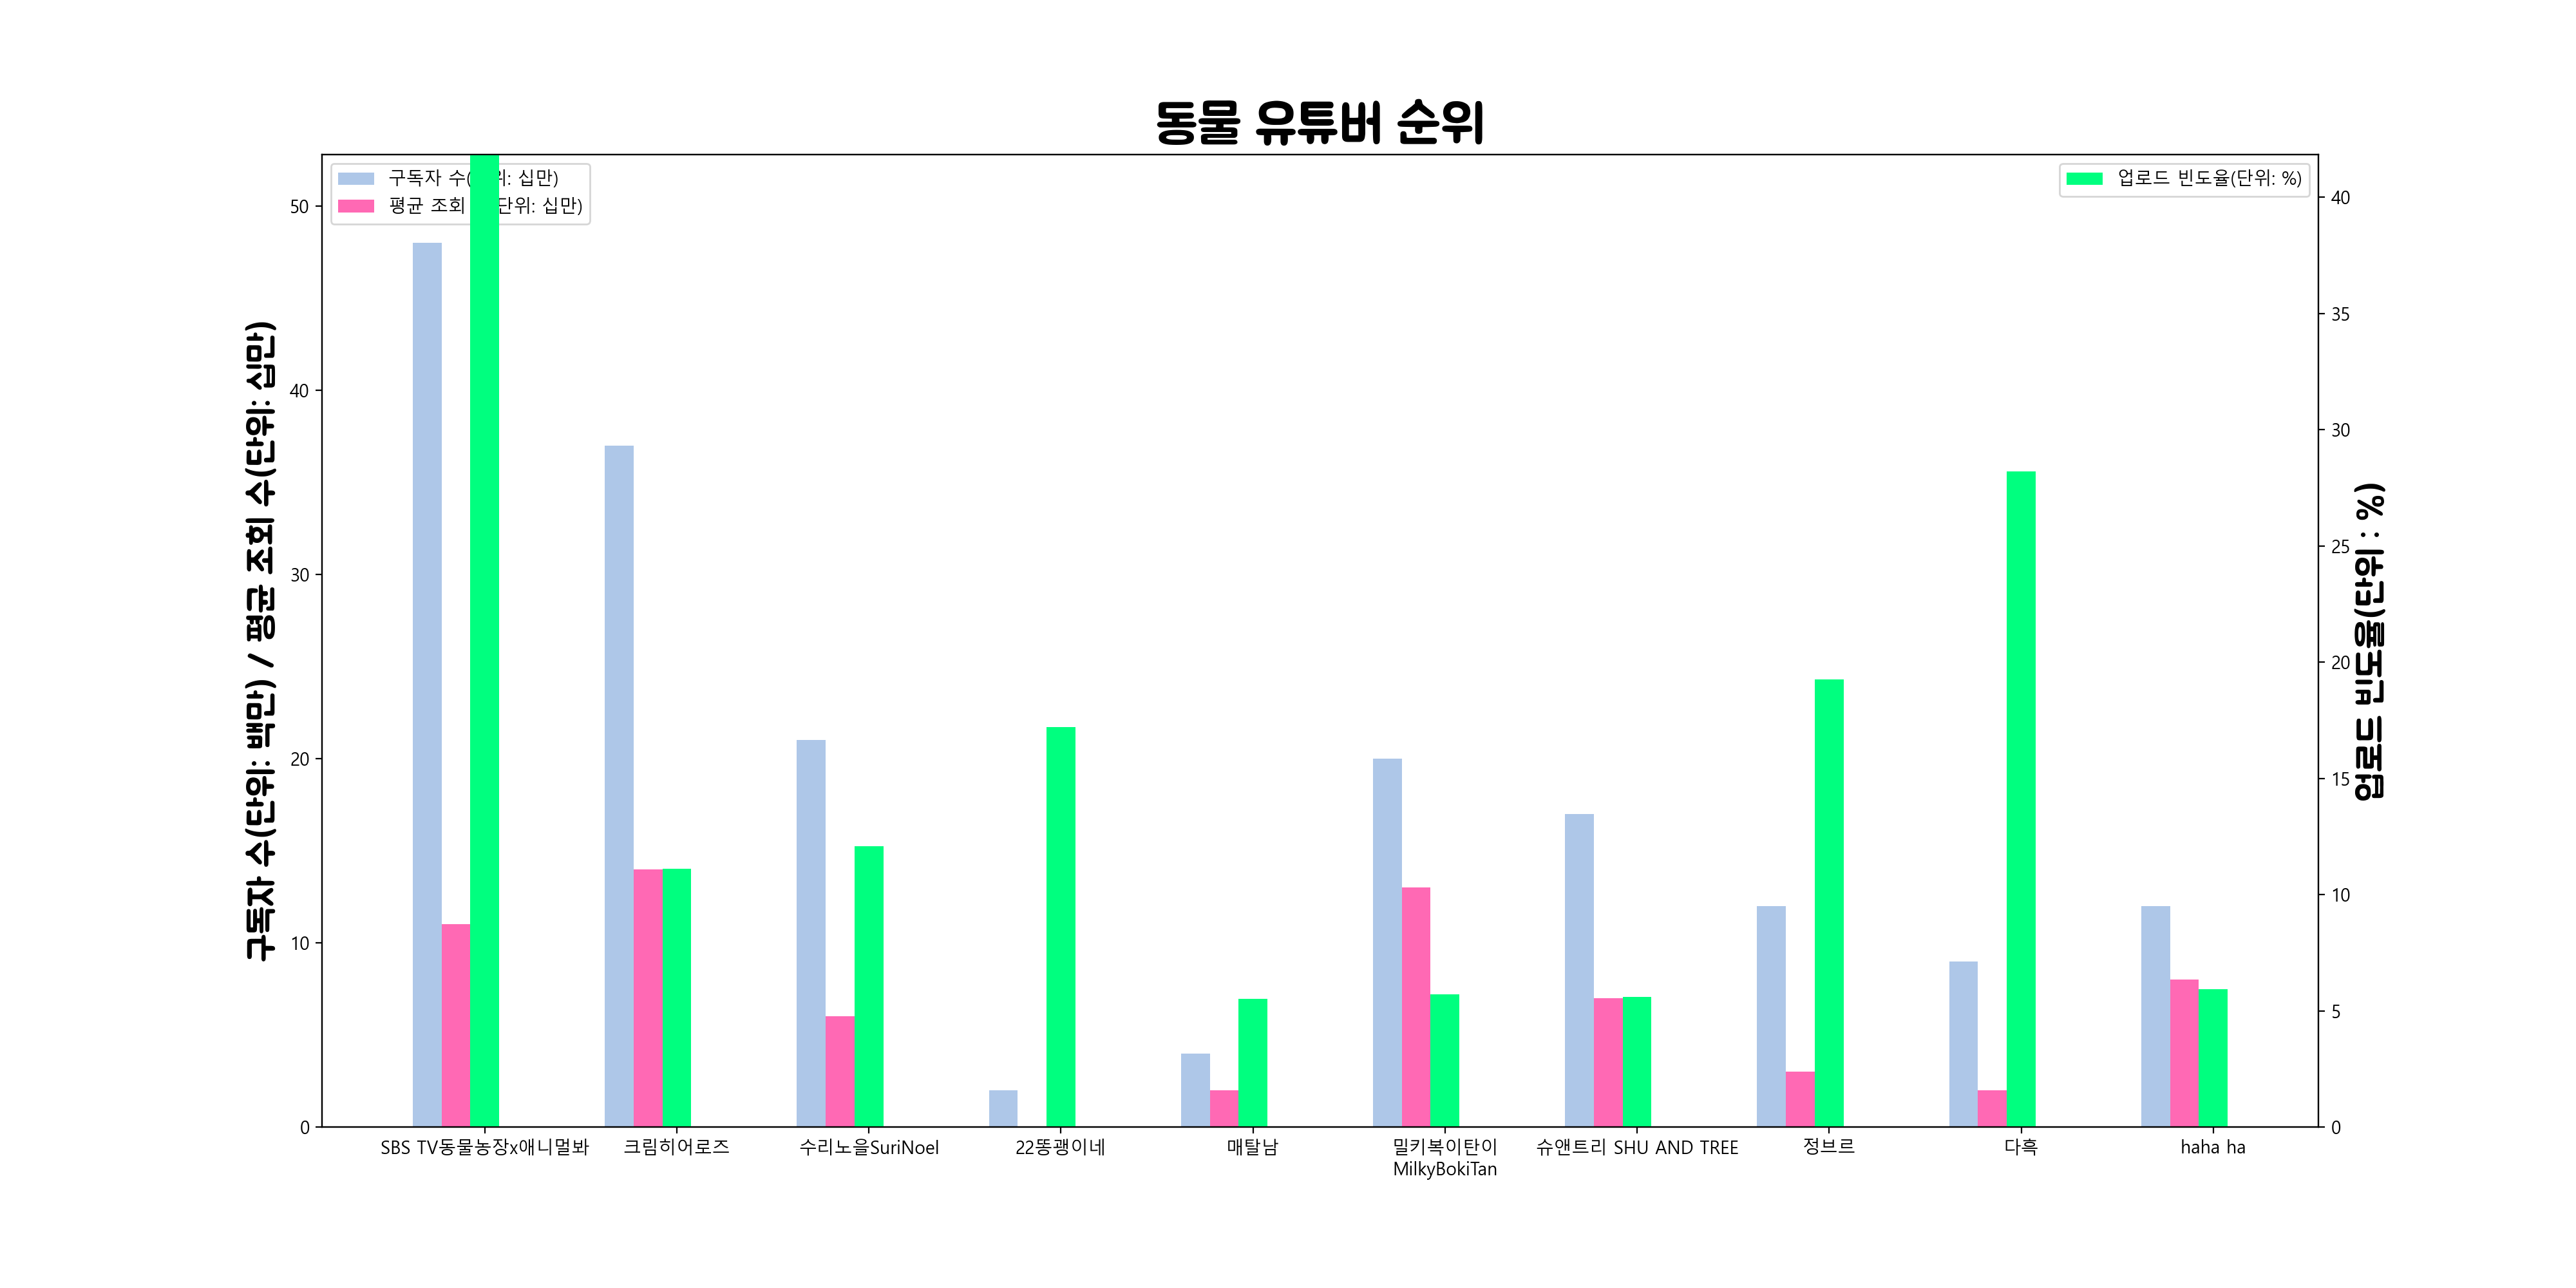 동물 유튜버 순위
구독자 수( 위: 십만)
평균 조회 단위: 십만)
업로드 빈도율(단위: %)
구독자 수(단위: 백만) / 평균 조회 수(단위: 십만)
50
40
30
20
10
0
40
35
30
25
20
15
10
5
0
업로드 빈도율(단위 : %)
SBS TV동물농장x애니멀봐
크림히어로즈
수리노을SuriNoel
22똥괭이네
매탈남
밀키복이탄이
MilkyBokiTan
슈앤트리 SHU AND TREE
정브르
다흑
haha ha